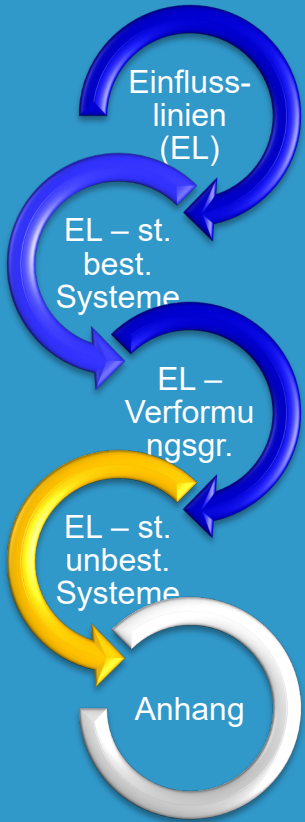 Einfluss-
linien
(EL)
EL – st.
best.
Systeme
EL –
Verformu
ngsgr.
EL – st.
unbest.
Systeme
Anhang